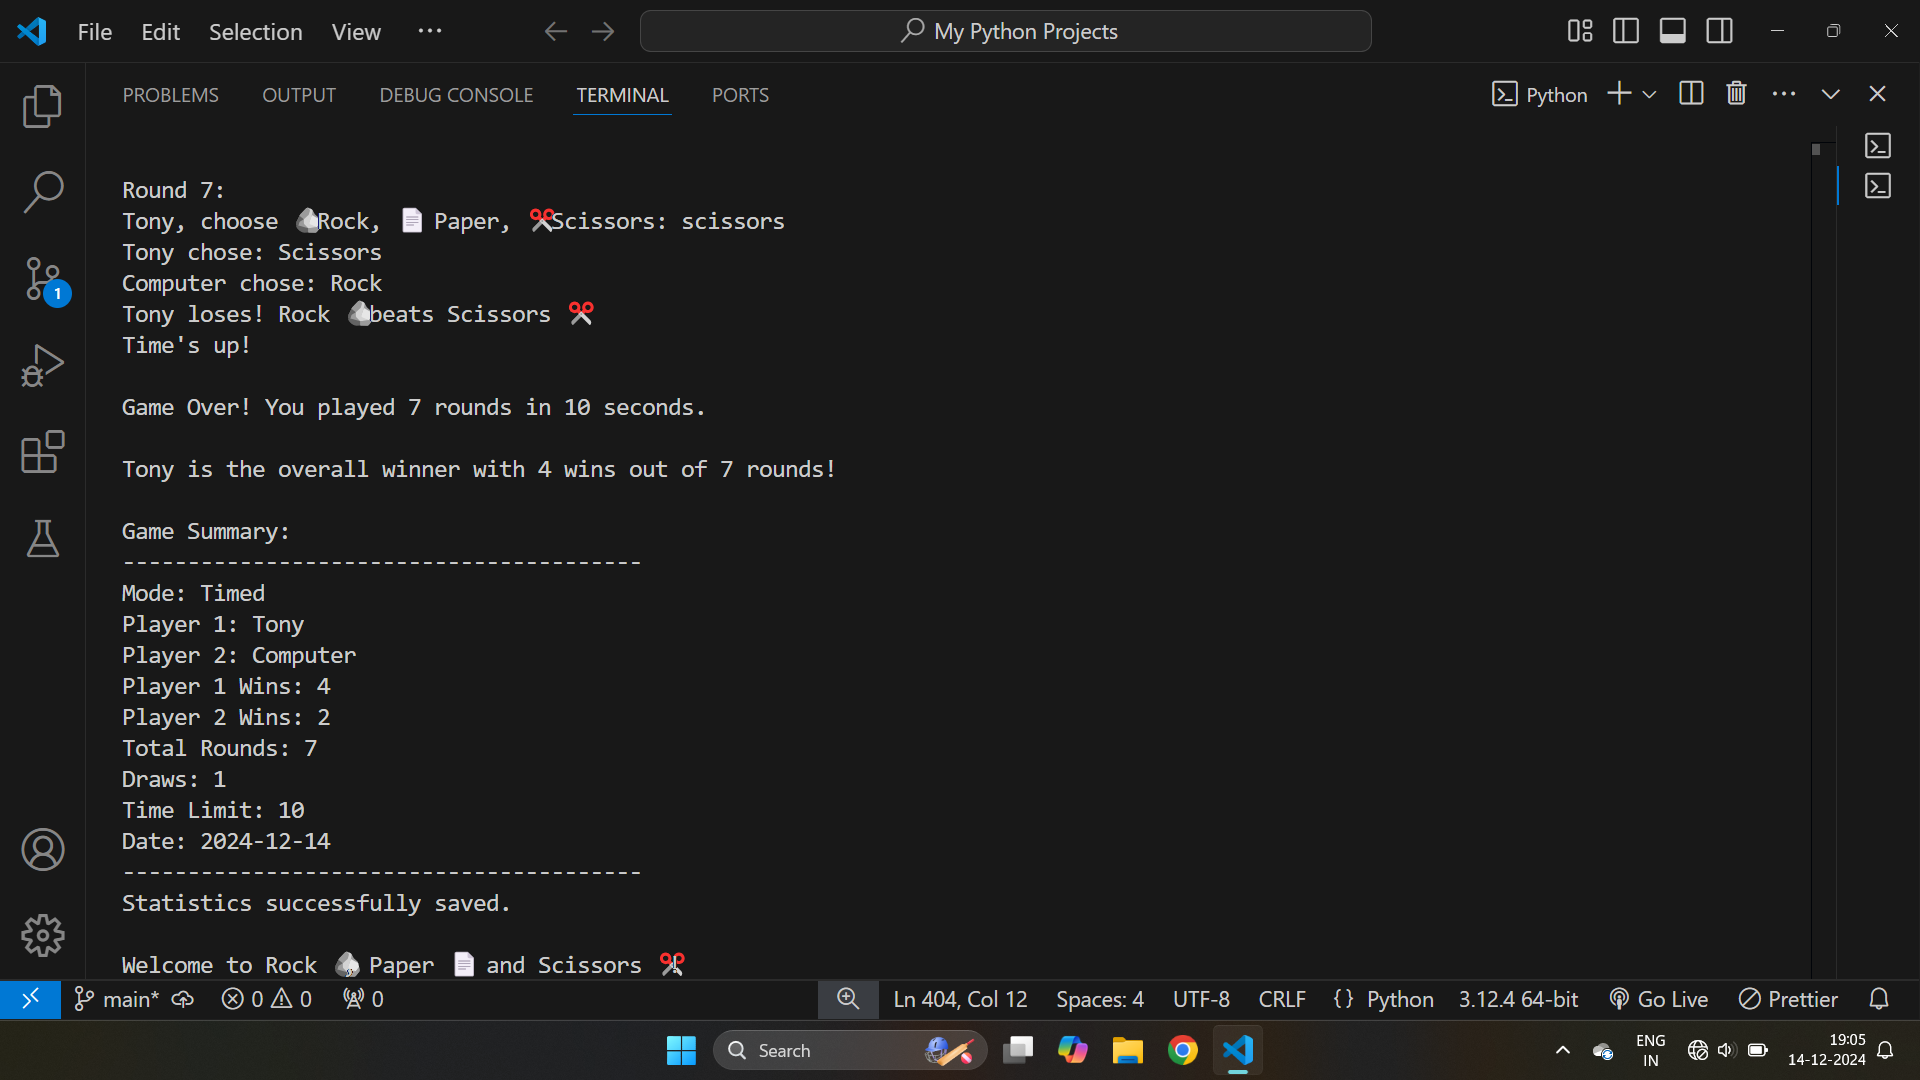 File Edit Selection View ··· My Python Projects
PROBLEMS OUTPUT DEBUG CONSOLE TERMINAL PORTS Python
Round 7:
Tony, choose 🪨Rock, 📄 Paper, ✂️Scissors: scissors
Tony chose: Scissors
Computer chose: Rock
Tony loses! Rock 🪨beats Scissors ✂️
Time's up!
Game Over! You played 7 rounds in 10 seconds.
Tony is the overall winner with 4 wins out of 7 rounds!
Game Summary:
----------------------------------------
Mode: Timed
Player 1: Tony
Player 2: Computer
Player 1 Wins: 4
Player 2 Wins: 2
Total Rounds: 7
Draws: 1
Time Limit: 10
Date: 2024-12-14
----------------------------------------
Statistics successfully saved.
Welcome to Rock 🪨, Paper 📄 and Scissors ✂️!
1
main* 0 0 0 Ln 404, Col 12 Spaces: 4 UTF-8 CRLF {} Python 3.12.4 64-bit Go Live Prettier
Search
ENG
IN
19:05
14-12-2024